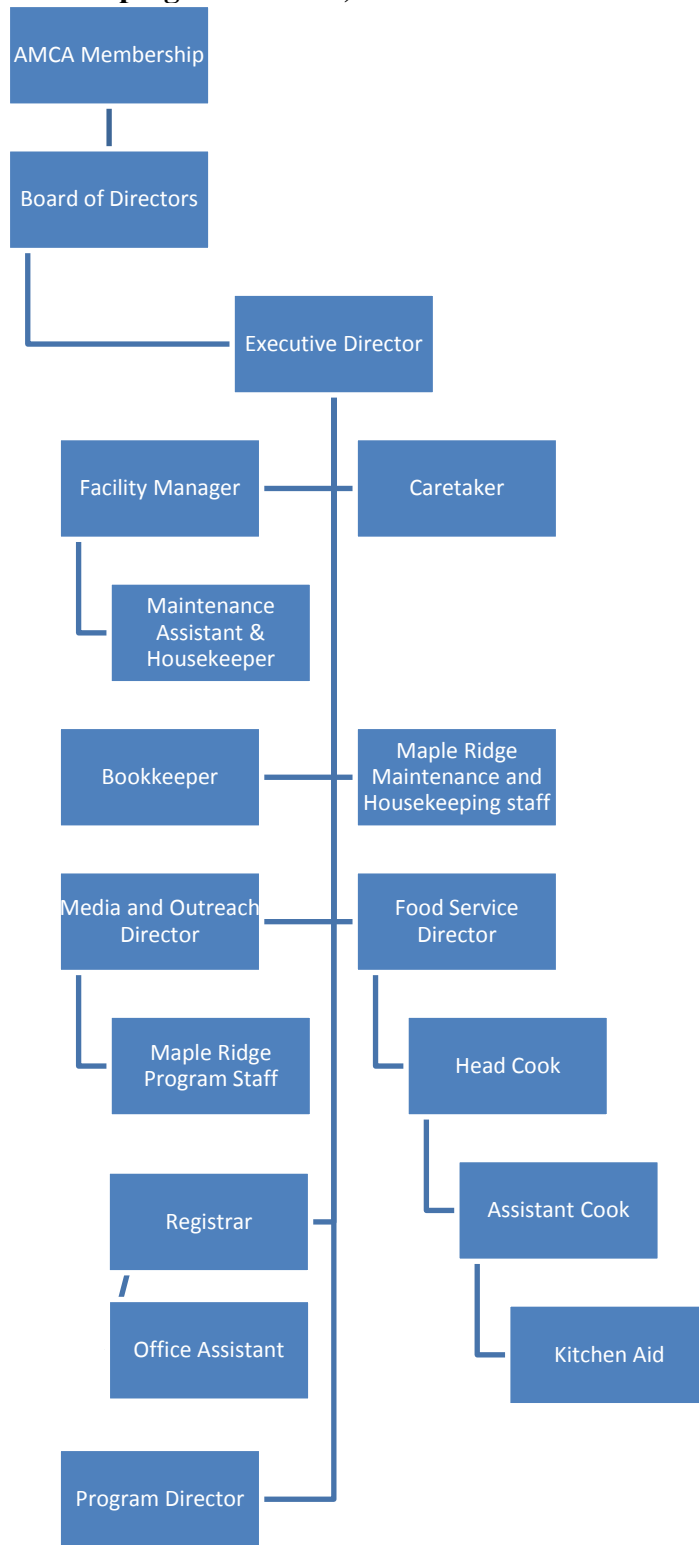 AMCA Membership
Board of Directors
Executive Director
Facility Manager
Caretaker
Maintenance
Assistant &
Housekeeper
Bookkeeper
Maple Ridge
Maintenance and
Housekeeping staff
Media and Outreach
Director
Food Service
Director
Maple Ridge
Program Staff
Head Cook
Registrar
Assistant Cook
Office Assistant
Kitchen Aid
Program Director